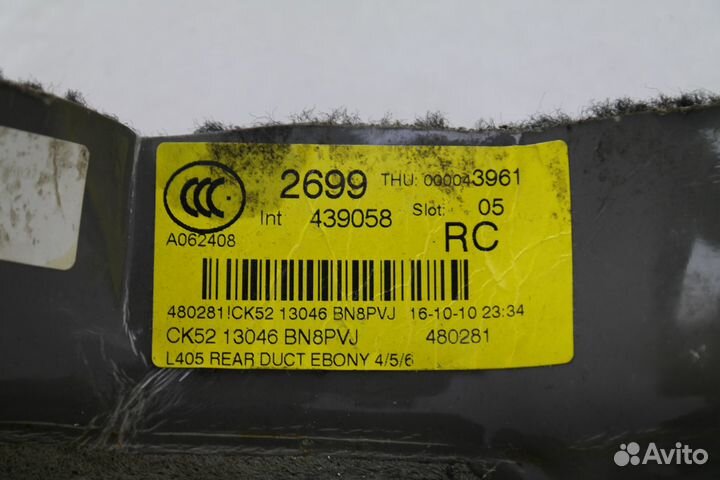 CCC 2699 THU: 000043961
Int 439058 Slot: 05
A062408 RC
480281!CK52 13046 BN8PVJ 16-10-10 23:34
CK52 13046 BN8PVJ 480281
L405 REAR DUCT EBONY 4/5/6
Avito